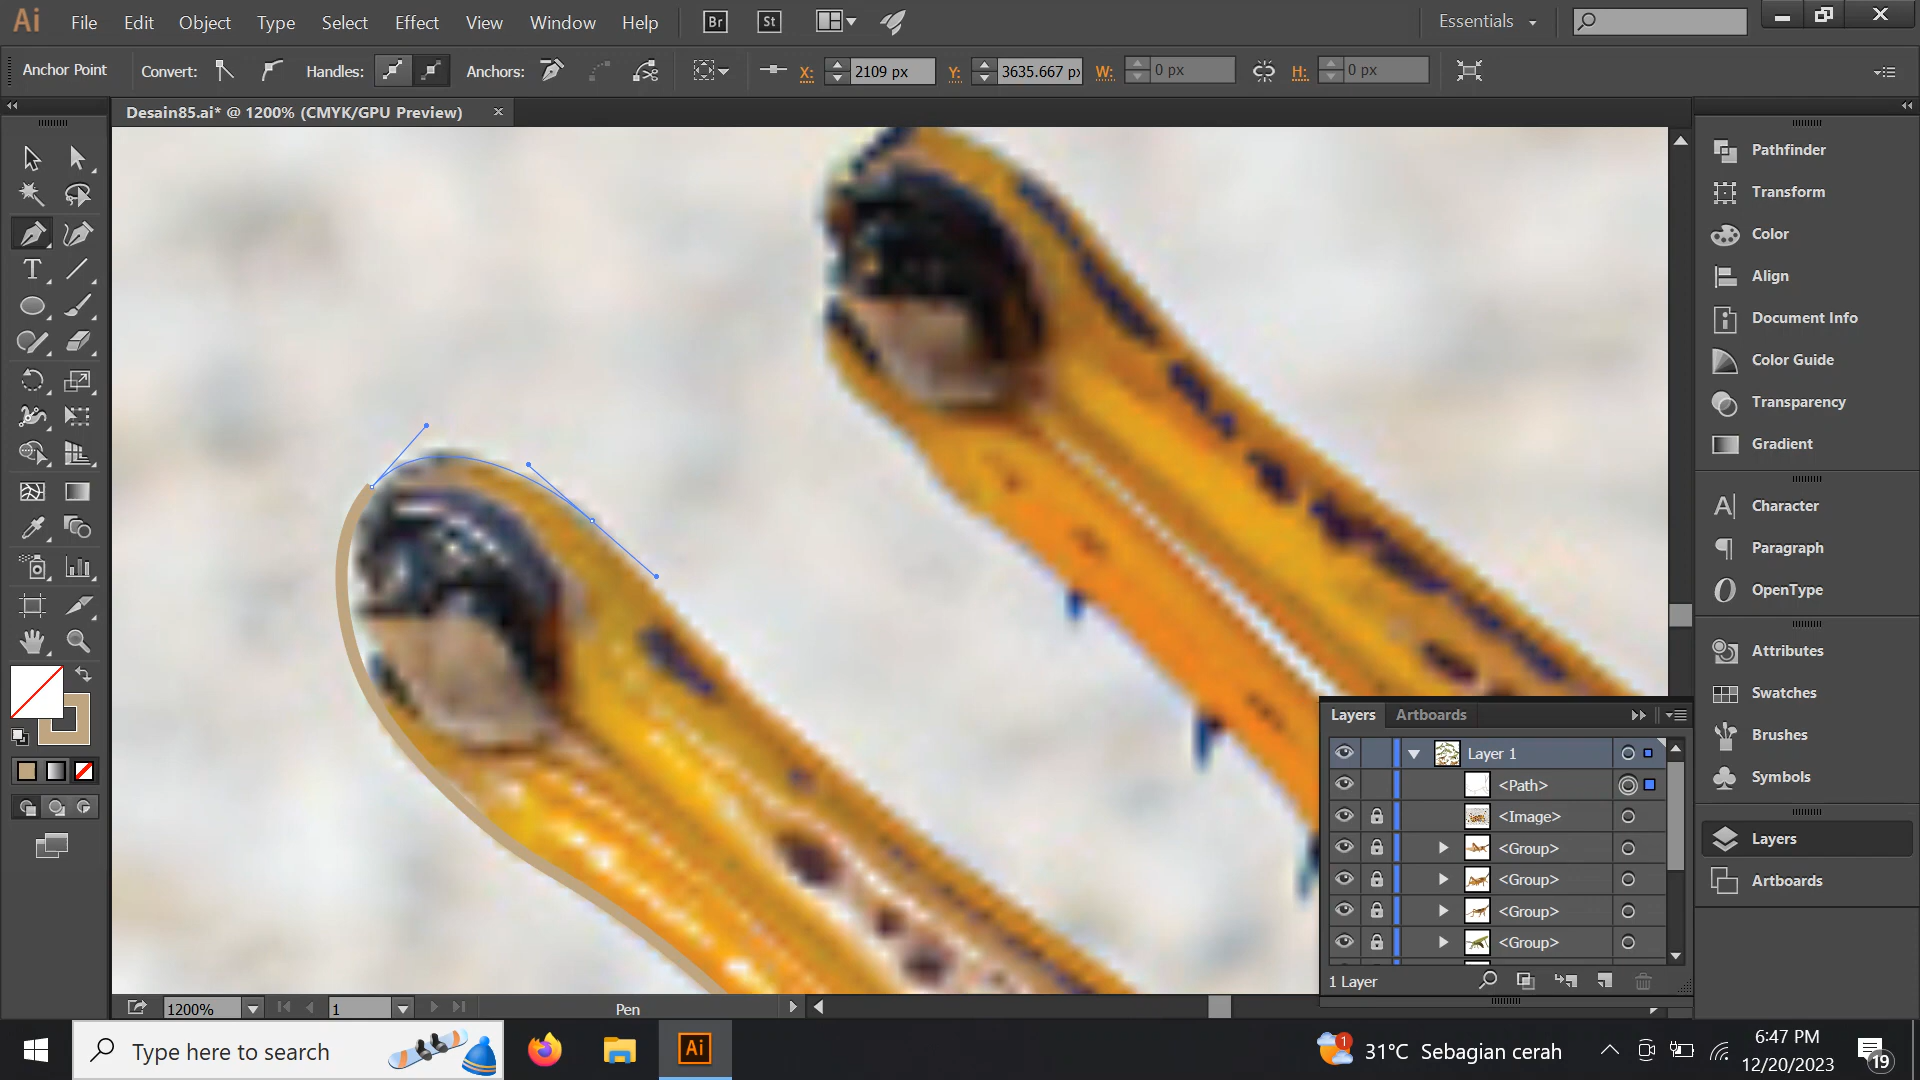 Ai File Edit Object Type Select Effect View Window Help Br St Essentials
Anchor Point Convert: Handles: Anchors: X: 2109 px Y: 3635.667 px W: 0 px H: 0 px
Desain85.ai* @ 1200% (CMYK/GPU Preview)
Pathfinder
Transform
Color
Align
Document Info
Color Guide
Transparency
Gradient
Character
Paragraph
OpenType
Attributes
Swatches
Brushes
Symbols
Layers
Artboards
Layers Artboards
Layer 1
<Path>
<Image>
<Group>
<Group>
<Group>
<Group>
1 Layer
1200% 1 Pen
Type here to search
Ai
1
31°C Sebagian cerah
6:47 PM
12/20/2023
19